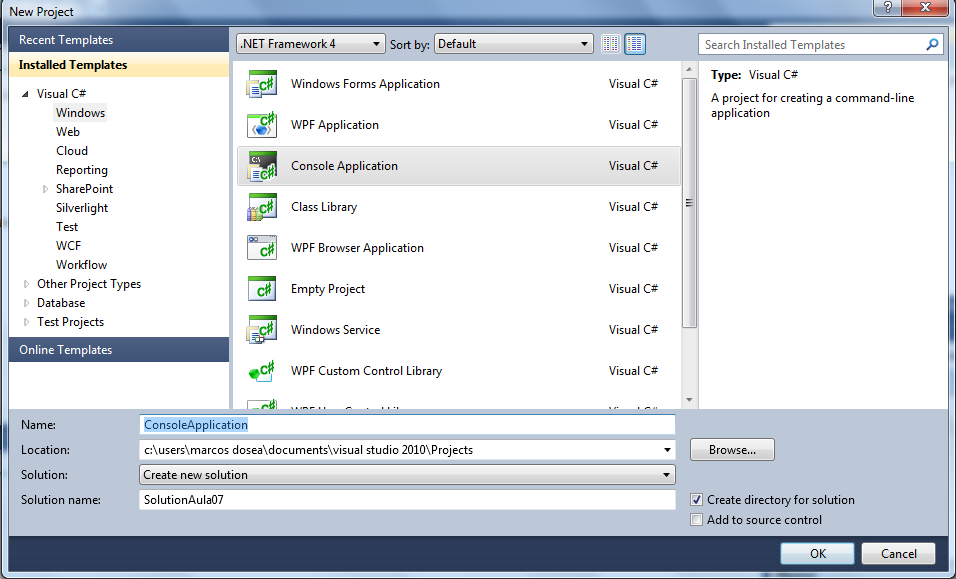 New Project
Recent Templates
Installed Templates
Visual C#
Windows
Web
Cloud
Reporting
SharePoint
Silverlight
Test
WCF
Workflow
Other Project Types
Database
Test Projects
Online Templates
.NET Framework 4
Sort by: Default
Windows Forms Application Visual C#
WPF Application Visual C#
Console Application Visual C#
Class Library Visual C#
WPF Browser Application Visual C#
Empty Project Visual C#
Windows Service Visual C#
WPF Custom Control Library Visual C#
Search Installed Templates
Type: Visual C#
A project for creating a command-line
application
Name: ConsoleApplication
Location: c:\users\marcos dosea\documents\visual studio 2010\Projects
Browse...
Solution: Create new solution
Solution name: SolutionAula07
Create directory for solution
Add to source control
OK
Cancel